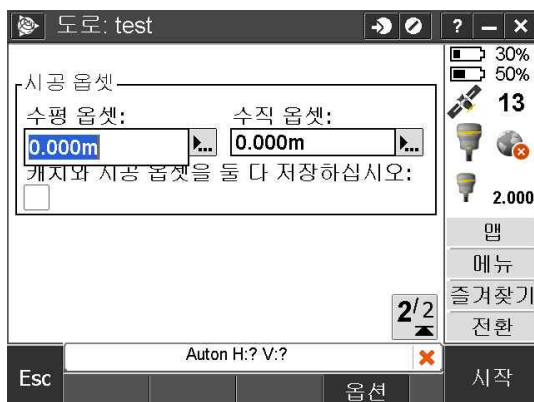 도로: test
? – ×
30%
50%
시공 옵셋
수평 옵셋:
수직 옵셋:
13
0.000m
0.000m
캐치와 시공 옵셋을 둘 다 저장하십시오:
2.000
맵
메뉴
즐겨찾기
2/2
전환
Auton H:? V:?
Esc
옵션
시작